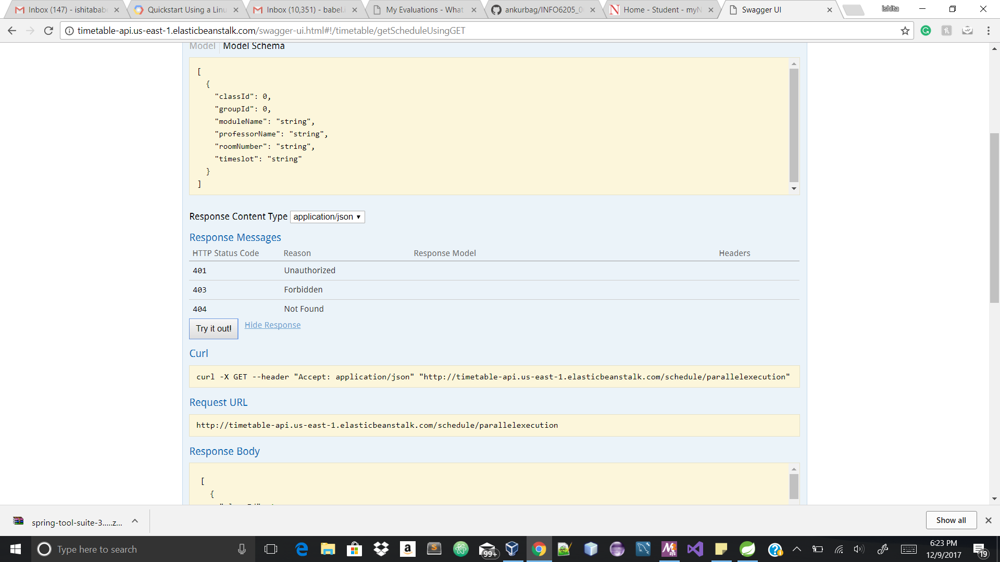 Inbox (147) - ishitabab
Quickstart Using a Linu
Inbox (10,351) - babel.i
My Evaluations - What
ankurbag/INFO6205_0
Home - Student - myN
Swagger UI
ishita
timetable-api.us-east-1.elasticbeanstalk.com/swagger-ui.html#!/timetable/getScheduleUsingGET
Model Model Schema
[
{
"classId": 0,
"groupId": 0,
"moduleName": "string",
"professorName": "string",
"roomNumber": "string",
"timeslot": "string"
}
]
Response Content Type application/json
Response Messages
HTTP Status Code Reason Response Model Headers
401 Unauthorized
403 Forbidden
404 Not Found
Try it out! Hide Response
Curl
curl -X GET --header "Accept: application/json" "http://timetable-api.us-east-1.elasticbeanstalk.com/schedule/parallelexecution"
Request URL
http://timetable-api.us-east-1.elasticbeanstalk.com/schedule/parallelexecution
Response Body
[
{
spring-tool-suite-3.....z...
Show all
Type here to search
99+
6:23 PM
12/9/2017
19